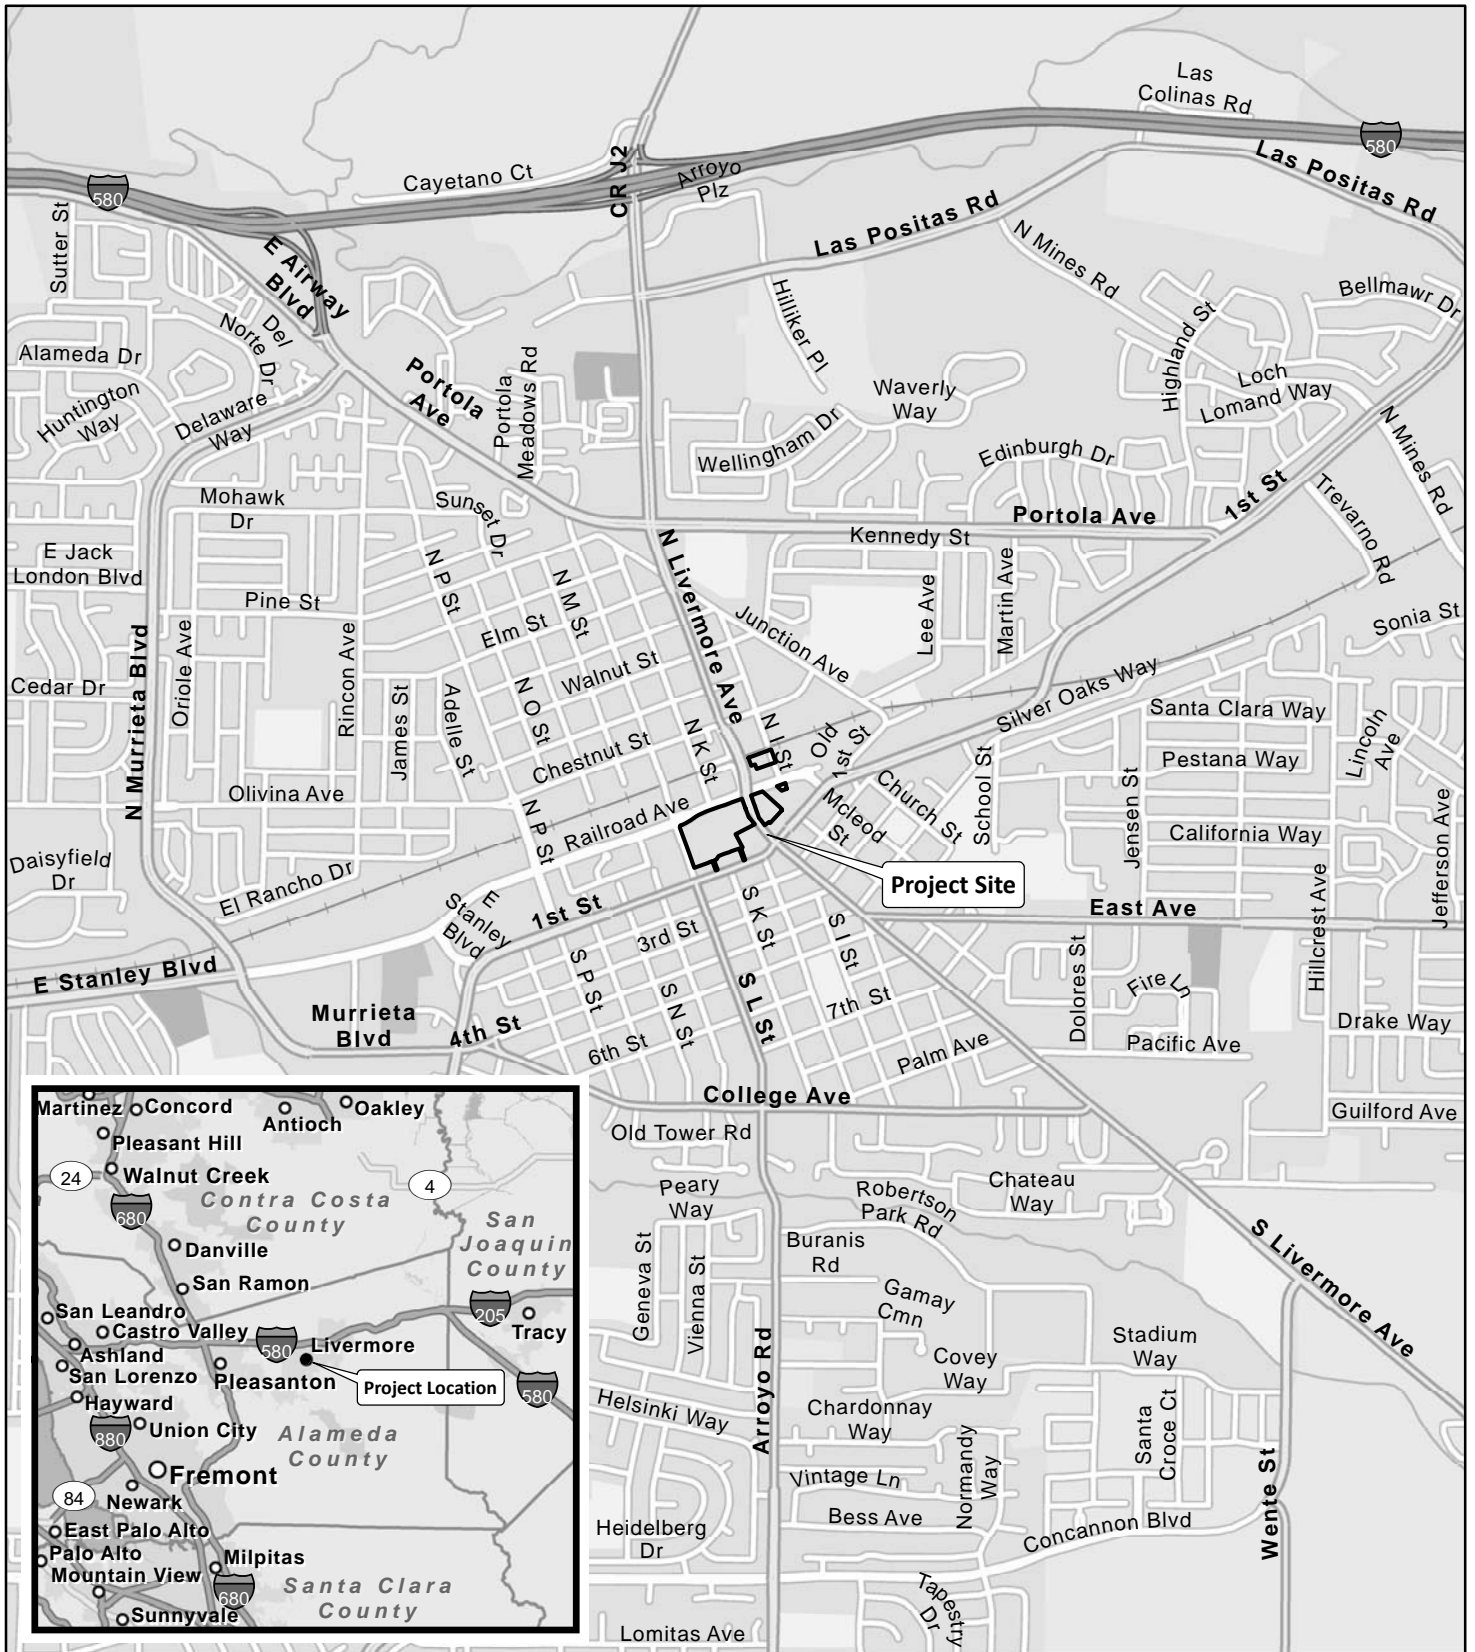 Las
Colinas Rd
580
580
CR J2
Cayetano Ct
Arroyo
Plz
Las Positas Rd
Las Positas Rd
Sutter St
E Airway
Blvd
N Mines Rd
Hilliker Pl
Bellmawr Dr
Highland St
Del
Norte Dr
Alameda Dr
Portola
Ave
Portola
Meadows Rd
Huntington
Way
Delaware
Way
Waverly
Way
Loch
Lomand Way
Wellingham Dr
Edinburgh Dr
N Mines Rd
1st St
Trevarno Rd
Mohawk
Dr
Sunset Dr
Portola Ave
Kennedy St
E Jack
London Blvd
N P St
N M St
N Livermore Ave
Lee Ave
Martin Ave
Pine St
Elm St
Junction Ave
Sonia St
N Murrieta Blvd
Oriole Ave
Rincon Ave
Walnut St
Cedar Dr
James St
Adelle St
N O St
Silver Oaks Way
Santa Clara Way
Lincoln
Ave
N K St
N I St
Old
1st St
Chestnut St
Pestana Way
Olivina Ave
N P St
Railroad Ave
Church St
Mcleod
St
School St
Jensen St
California Way
Jefferson Ave
Daisyfield
Dr
El Rancho Dr
Project Site
Hillcrest Ave
E
Stanley
Blvd
1st St
3rd St
S K St
S I St
East Ave
E Stanley Blvd
S P St
S N St
S L St
7th St
Dolores St
Fire Ln
Murrieta
Blvd
4th St
6th St
Palm Ave
Pacific Ave
Drake Way
College Ave
Guilford Ave
Old Tower Rd
Peary
Way
Robertson
Park Rd
Chateau
Way
S Livermore Ave
Geneva St
Vienna St
Buranis
Rd
Gamay
Cmn
Stadium
Way
Covey
Way
Arroyo Rd
Helsinki Way
Chardonnay
Way
Normandy
Way
Santa
Croce Ct
Wente St
Vintage Ln
Bess Ave
Heidelberg
Dr
Concannon Blvd
Tapestry
Dr
Lomitas Ave
Martinez
Concord
Antioch
Oakley
Pleasant Hill
24
Walnut Creek
4
Contra Costa
County
680
San
Joaquin
County
Danville
San Ramon
San Leandro
205
Castro Valley
580
Livermore
Tracy
Ashland
San Lorenzo
Pleasanton
Project Location
580
Hayward
880
Union City
Alameda
County
Fremont
84
Newark
East Palo Alto
Palo Alto
Milpitas
Mountain View
680
Santa Clara
County
Sunnyvale